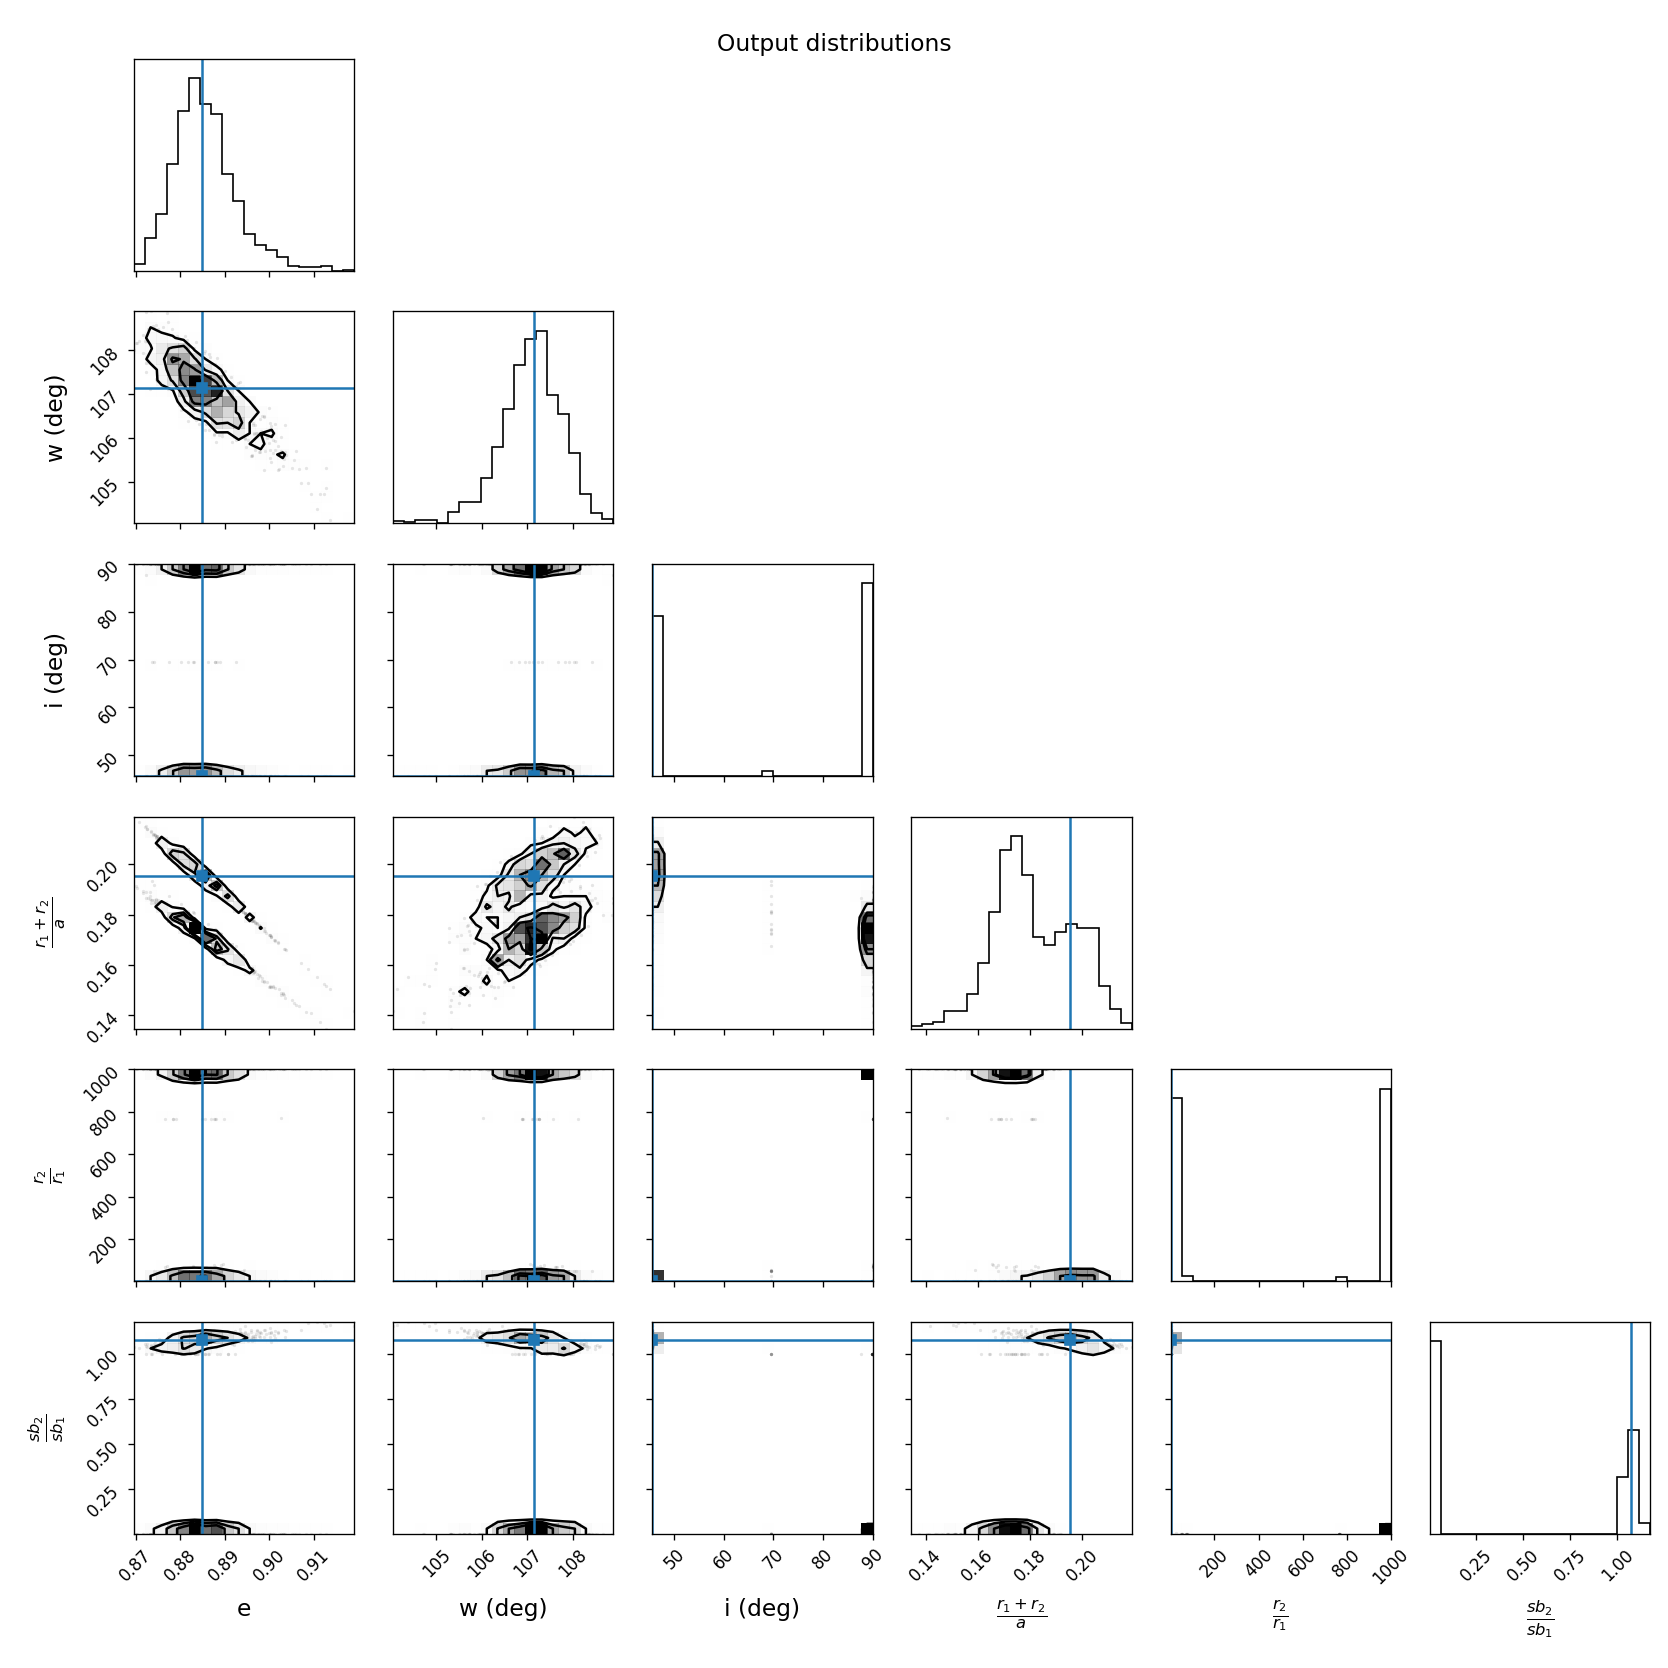 Output distributions
w (deg)
108
107
106
105
i (deg)
90
80
70
60
50
r₁ + r₂
a
0.20
0.18
0.16
0.14
r₂
r₁
1000
800
600
400
200
sb₂
sb₁
1.00
0.75
0.50
0.25
0.87 0.88 0.89 0.90 0.91 105 106 107 108 50 60 70 80 90 0.14 0.16 0.18 0.20 200 400 600 800 1000 0.25 0.50 0.75 1.00
e w (deg) i (deg) r₁ + r₂ r₂ sb₂
a r₁ sb₁